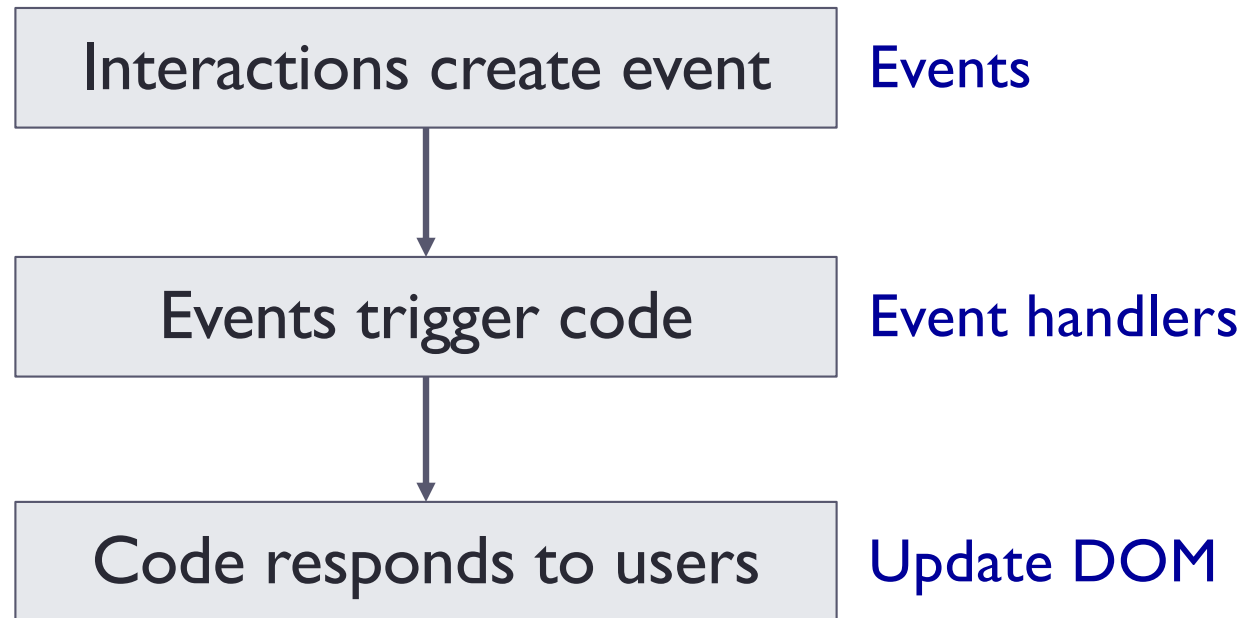 Interactions create event Events
Events trigger code Event handlers
Code responds to users Update DOM